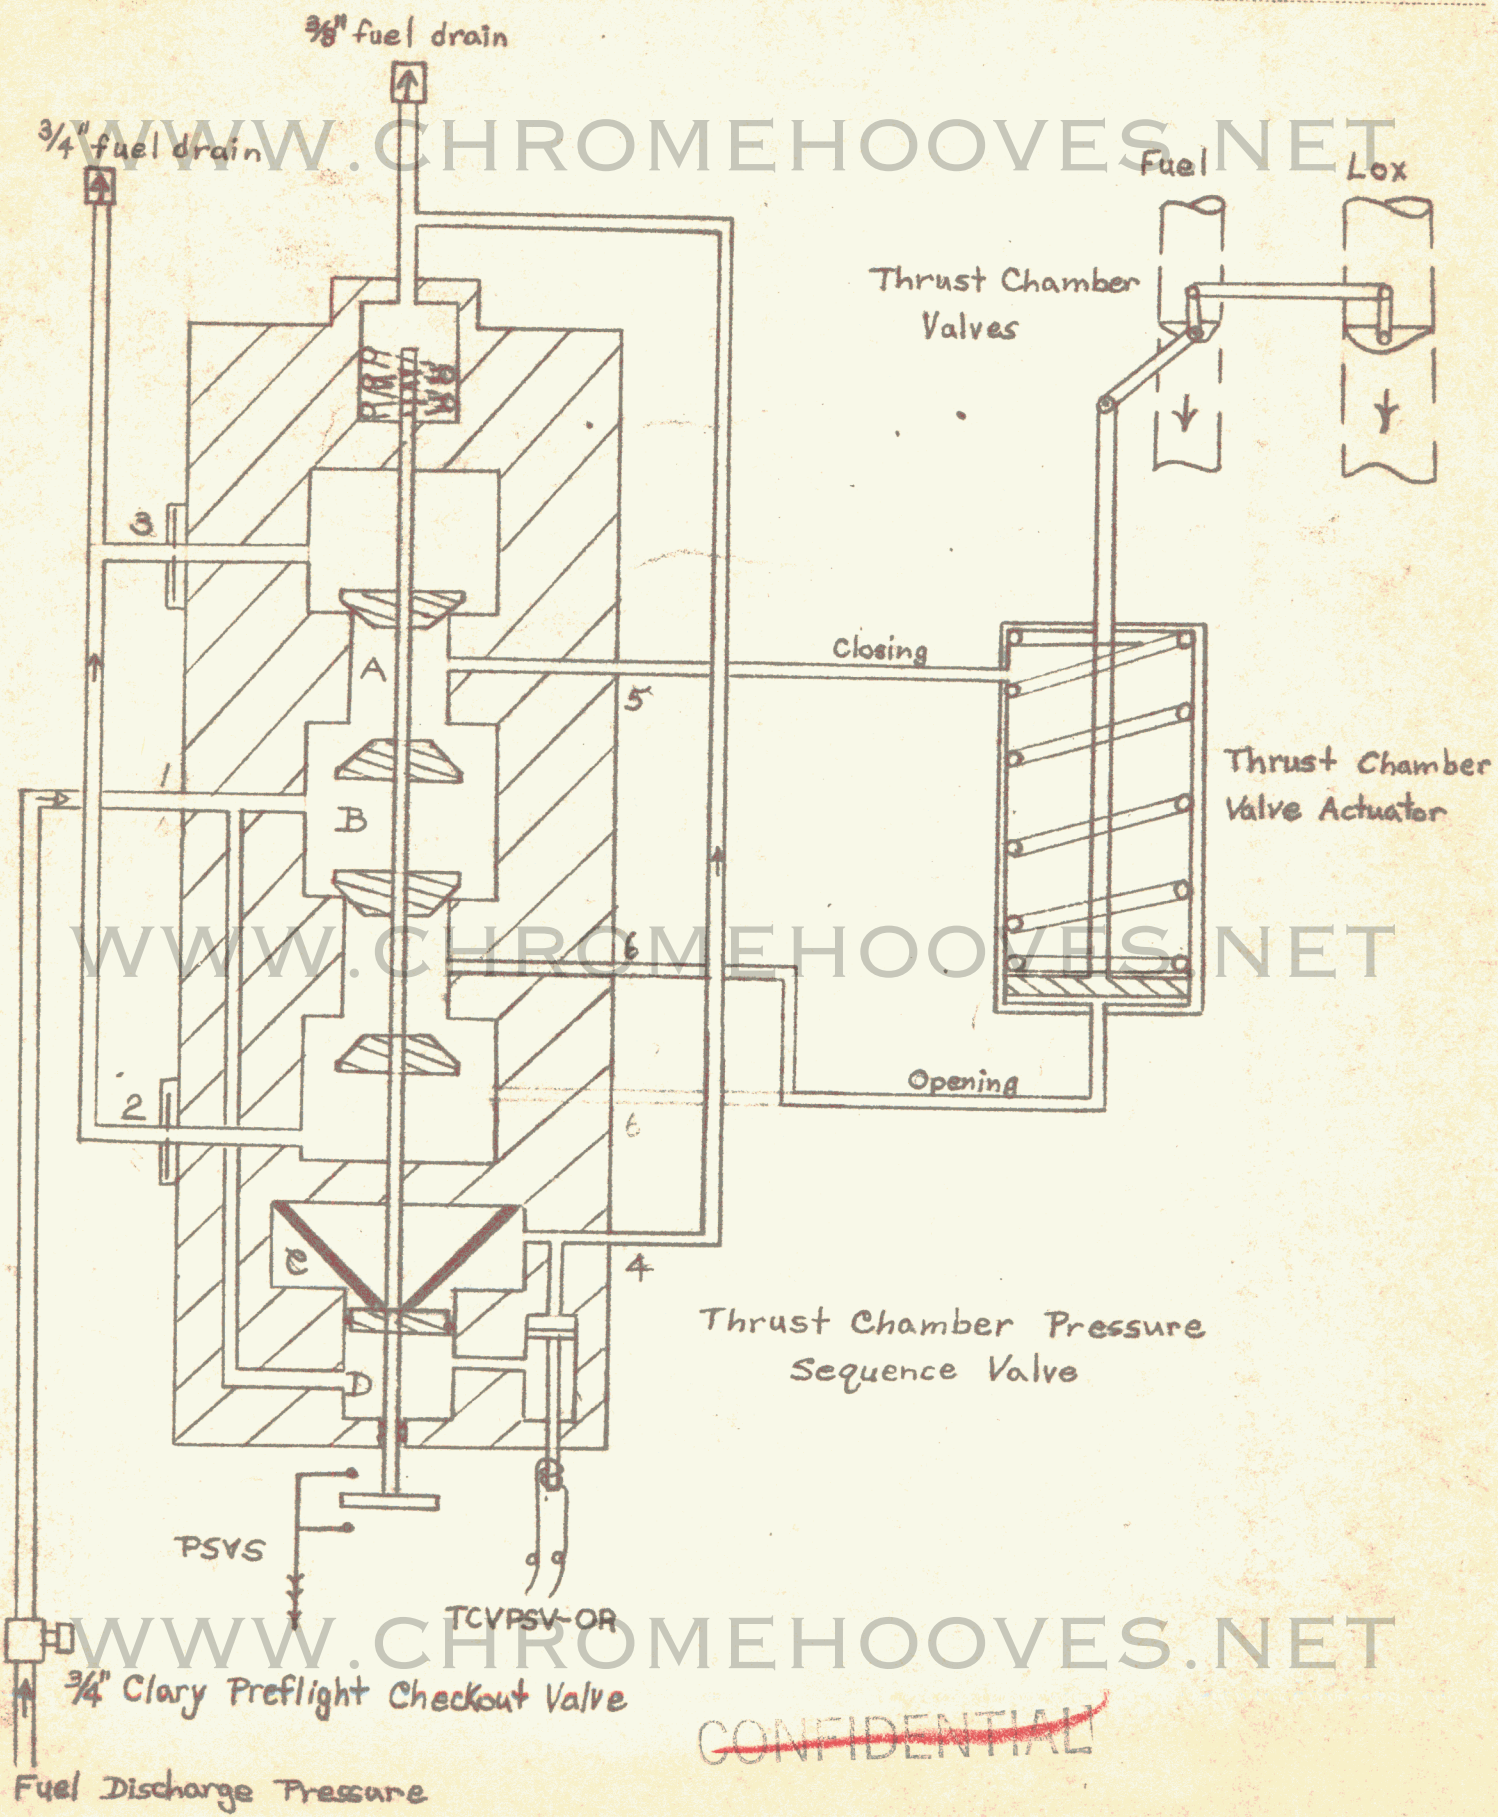 3/8" fuel drain
WWW.CHROMEHOOVES.NET
3/4" fuel drain
Fuel
Lox
Thrust Chamber
Valves
3
A
Closing
5
1
B
Thrust Chamber
Valve Actuator
6
WWW.CHROMEHOOVES.NET
2
Opening
6
C
4
Thrust Chamber Pressure
Sequence Valve
D
PSVS
TCVPSV-OR
WWW.CHROMEHOOVES.NET
3/4" Clary Preflight Checkout Valve
CONFIDENTIAL
Fuel Discharge Pressure